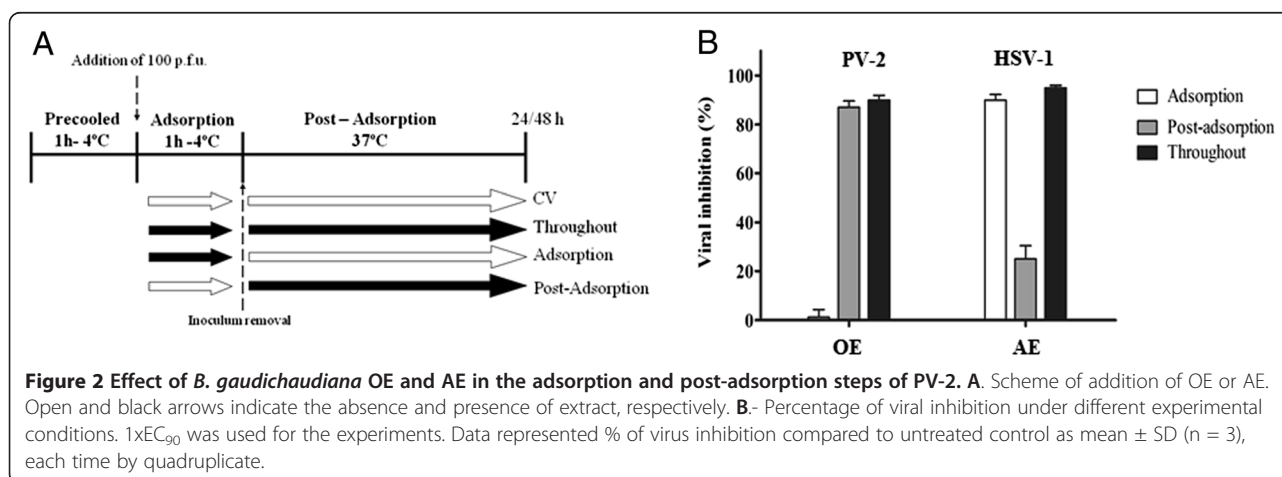 A
Addition of 100 p.f.u.
Precooled
1h- 4ºC
Adsorption
1h -4ºC
Post – Adsorption
37ºC
24/48 h
CV
Throughout
Adsorption
Post-Adsorption
Inoculum removal
B
PV-2
HSV-1
Viral inhibition (%)
100
80
60
40
20
0
OE
AE
Adsorption
Post-adsorption
Throughout
Figure 2 Effect of B. gaudichaudiana OE and AE in the adsorption and post-adsorption steps of PV-2. A. Scheme of addition of OE or AE.
Open and black arrows indicate the absence and presence of extract, respectively. B.- Percentage of viral inhibition under different experimental
conditions. 1xEC90 was used for the experiments. Data represented % of virus inhibition compared to untreated control as mean ± SD (n = 3),
each time by quadruplicate.